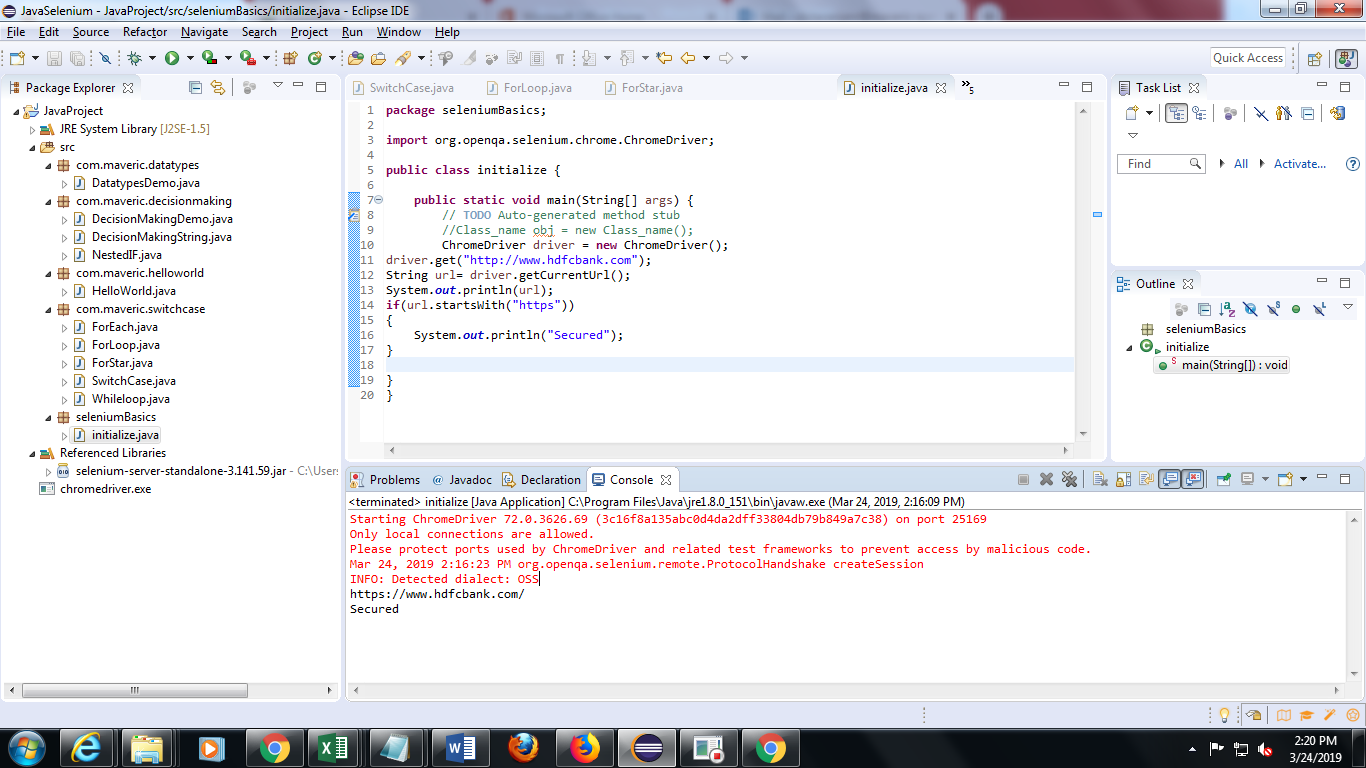 JavaSelenium - JavaProject/src/seleniumBasics/initialize.java - Eclipse IDE
File Edit Source Refactor Navigate Search Project Run Window Help
Quick Access
Package Explorer
JavaProject
JRE System Library [J2SE-1.5]
src
com.maveric.datatypes
DatatypesDemo.java
com.maveric.decisionmaking
DecisionMakingDemo.java
DecisionMakingString.java
NestedIF.java
com.maveric.helloworld
HelloWorld.java
com.maveric.switchcase
ForEach.java
ForLoop.java
ForStar.java
SwitchCase.java
Whileloop.java
seleniumBasics
initialize.java
Referenced Libraries
selenium-server-standalone-3.141.59.jar - C:\Users
chromedriver.exe
SwitchCase.java ForLoop.java ForStar.java initialize.java »5
1 package seleniumBasics;
2
3 import org.openqa.selenium.chrome.ChromeDriver;
4
5 public class initialize {
6
7 public static void main(String[] args) {
8 // TODO Auto-generated method stub
9 //Class_name obj = new Class_name();
10 ChromeDriver driver = new ChromeDriver();
11 driver.get("http://www.hdfcbank.com");
12 String url= driver.getCurrentUrl();
13 System.out.println(url);
14 if(url.startsWith("https"))
15 {
16 System.out.println("Secured");
17 }
18
19 }
20 }
Task List
Find All Activate...
Outline
seleniumBasics
initialize
main(String[]) : void
Problems @ Javadoc Declaration Console
<terminated> initialize [Java Application] C:\Program Files\Java\jre1.8.0_151\bin\javaw.exe (Mar 24, 2019, 2:16:09 PM)
Starting ChromeDriver 72.0.3626.69 (3c16f8a135abc0d4da2dff33804db79b849a7c38) on port 25169
Only local connections are allowed.
Please protect ports used by ChromeDriver and related test frameworks to prevent access by malicious code.
Mar 24, 2019 2:16:23 PM org.openqa.selenium.remote.ProtocolHandshake createSession
INFO: Detected dialect: OSS
https://www.hdfcbank.com/
Secured
2:20 PM
3/24/2019